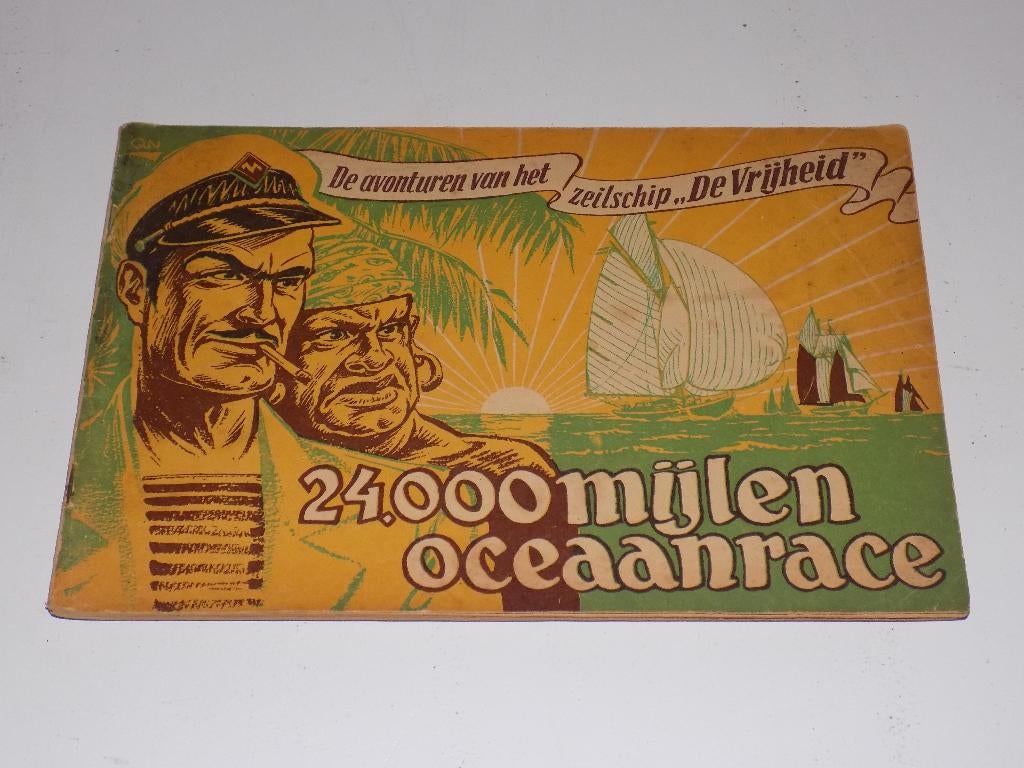 De avonturen van het
zeilschip „De Vrijheid”
24.000 mijlen
oceaanrace